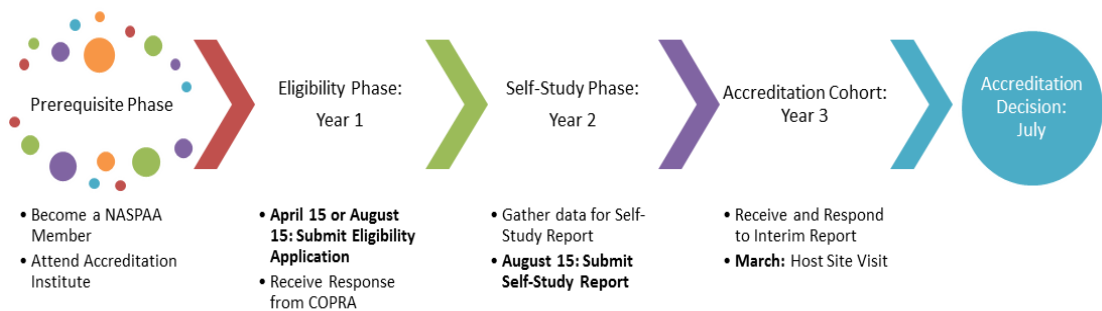 Prerequisite Phase
• Become a NASPAA
Member
• Attend Accreditation
Institute
Eligibility Phase:
Year 1
• April 15 or August
15: Submit Eligibility
Application
• Receive Response
from COPRA
Self-Study Phase:
Year 2
• Gather data for Self-
Study Report
• August 15: Submit
Self-Study Report
Accreditation Cohort:
Year 3
• Receive and Respond
to Interim Report
• March: Host Site Visit
Accreditation
Decision:
July